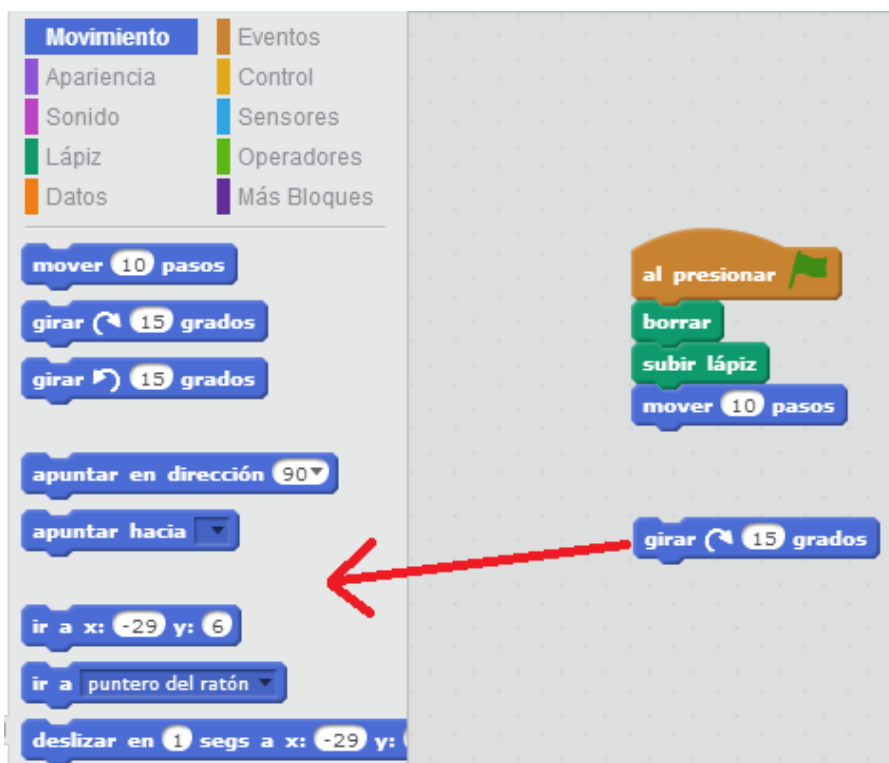 Movimiento
Eventos
Apariencia
Control
Sonido
Sensores
Lápiz
Operadores
Datos
Más Bloques
mover 10 pasos
girar 15 grados
girar 15 grados
apuntar en dirección 90
apuntar hacia
ir a x: -29 y: 6
ir a puntero del ratón
deslizar en 1 segs a x: -29 y:
al presionar
borrar
subir lápiz
mover 10 pasos
girar 15 grados